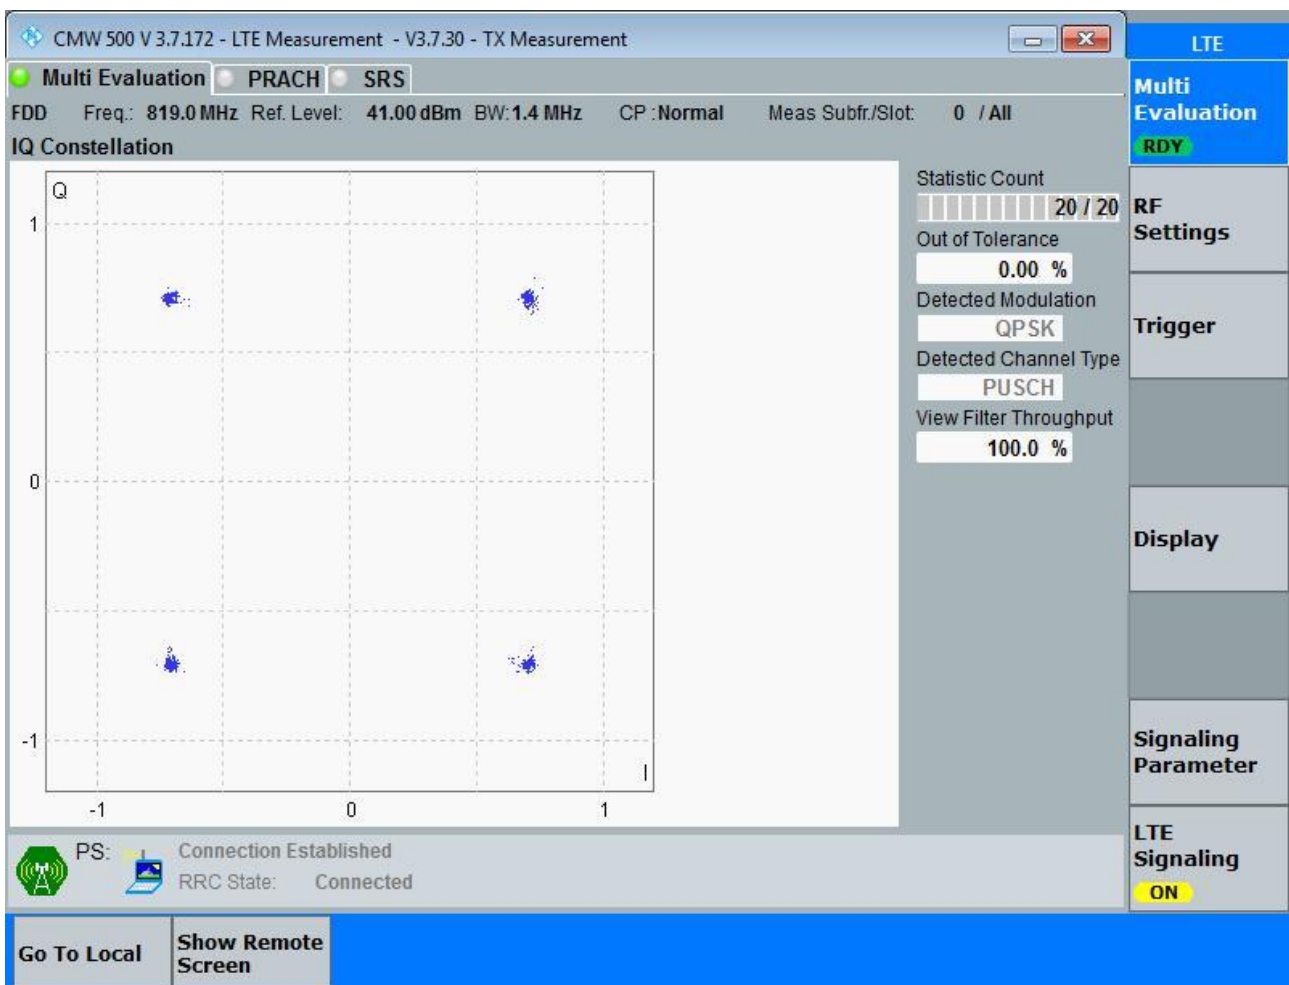 CMW 500 V 3.7.172 - LTE Measurement - V3.7.30 - TX Measurement
LTE
Multi Evaluation PRACH SRS
FDD Freq.: 819.0 MHz Ref. Level: 41.00 dBm BW: 1.4 MHz CP : Normal Meas Subfr./Slot: 0 / All
IQ Constellation
Q
1
0
-1
I
-1 0 1
Statistic Count
20 / 20
Out of Tolerance
0.00 %
Detected Modulation
QPSK
Detected Channel Type
PUSCH
View Filter Throughput
100.0 %
Multi
Evaluation
RDY
RF
Settings
Trigger
Display
Signaling
Parameter
LTE
Signaling
ON
PS: Connection Established
RRC State: Connected
Go To Local
Show Remote
Screen